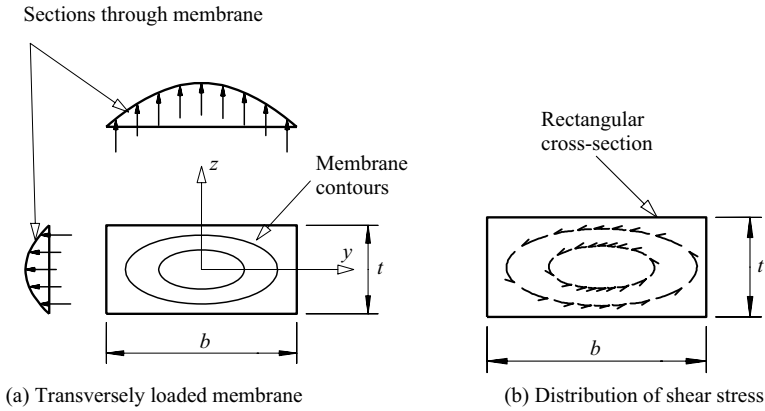 Sections through membrane
Rectangular
cross-section
Membrane
contours
z
y
t
b
t
b
(a) Transversely loaded membrane
(b) Distribution of shear stress